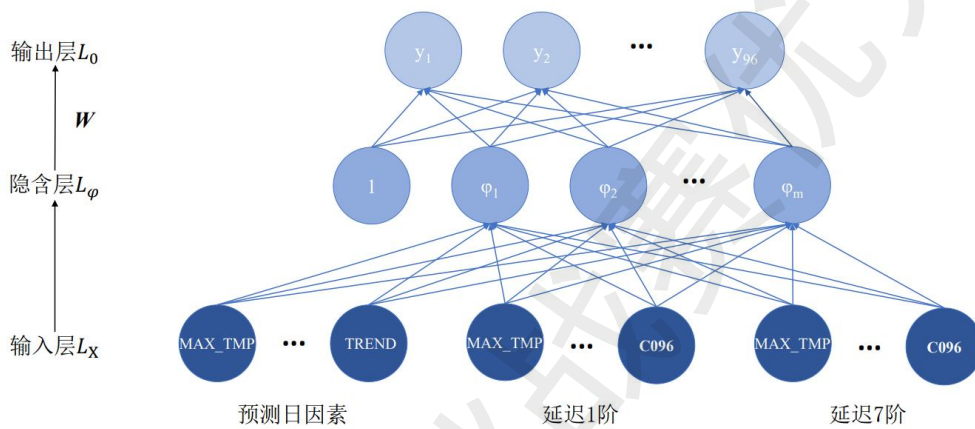 输出层L₀
y₁ y₂ ··· y₉₆
W
隐含层Lᵩ
1 φ₁ φ₂ ··· φₘ
输入层Lₓ
MAX_TMP ··· TREND MAX_TMP ··· C096 MAX_TMP ··· C096
预测日因素 延迟1阶 延迟7阶